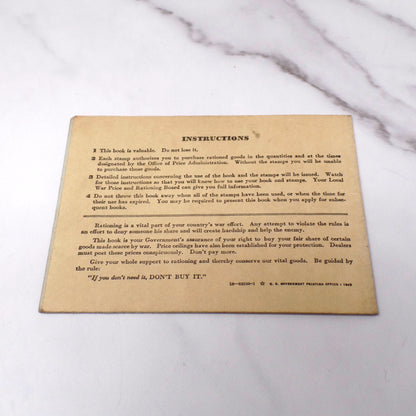 INSTRUCTIONS
1 This book is valuable. Do not lose it.
2 Each stamp authorizes you to purchase rationed goods in the quantities and at the times
designated by the Office of Price Administration. Without the stamps you will be unable
to purchase those goods.
3 Detailed instructions concerning the use of the book and the stamps will be issued. Watch
for those instructions so that you will know how to use your book and stamps. Your Local
War Price and Rationing Board can give you full information.
4 Do not throw this book away when all of the stamps have been used, or when the time for
their use has expired. You may be required to present this book when you apply for subse-
quent books.
Rationing is a vital part of your country's war effort. Any attempt to violate the rules is
an effort to deny someone his share and will create hardship and help the enemy.
This book is your Government's assurance of your right to buy your fair share of certain
goods made scarce by war. Price ceilings have also been established for your protection. Dealers
must post these prices conspicuously. Don't pay more.
Give your whole support to rationing and thereby conserve our vital goods. Be guided by
the rule:
"If you don't need it, DON'T BUY IT."
☆ U. S. GOVERNMENT PRINTING OFFICE : 1943